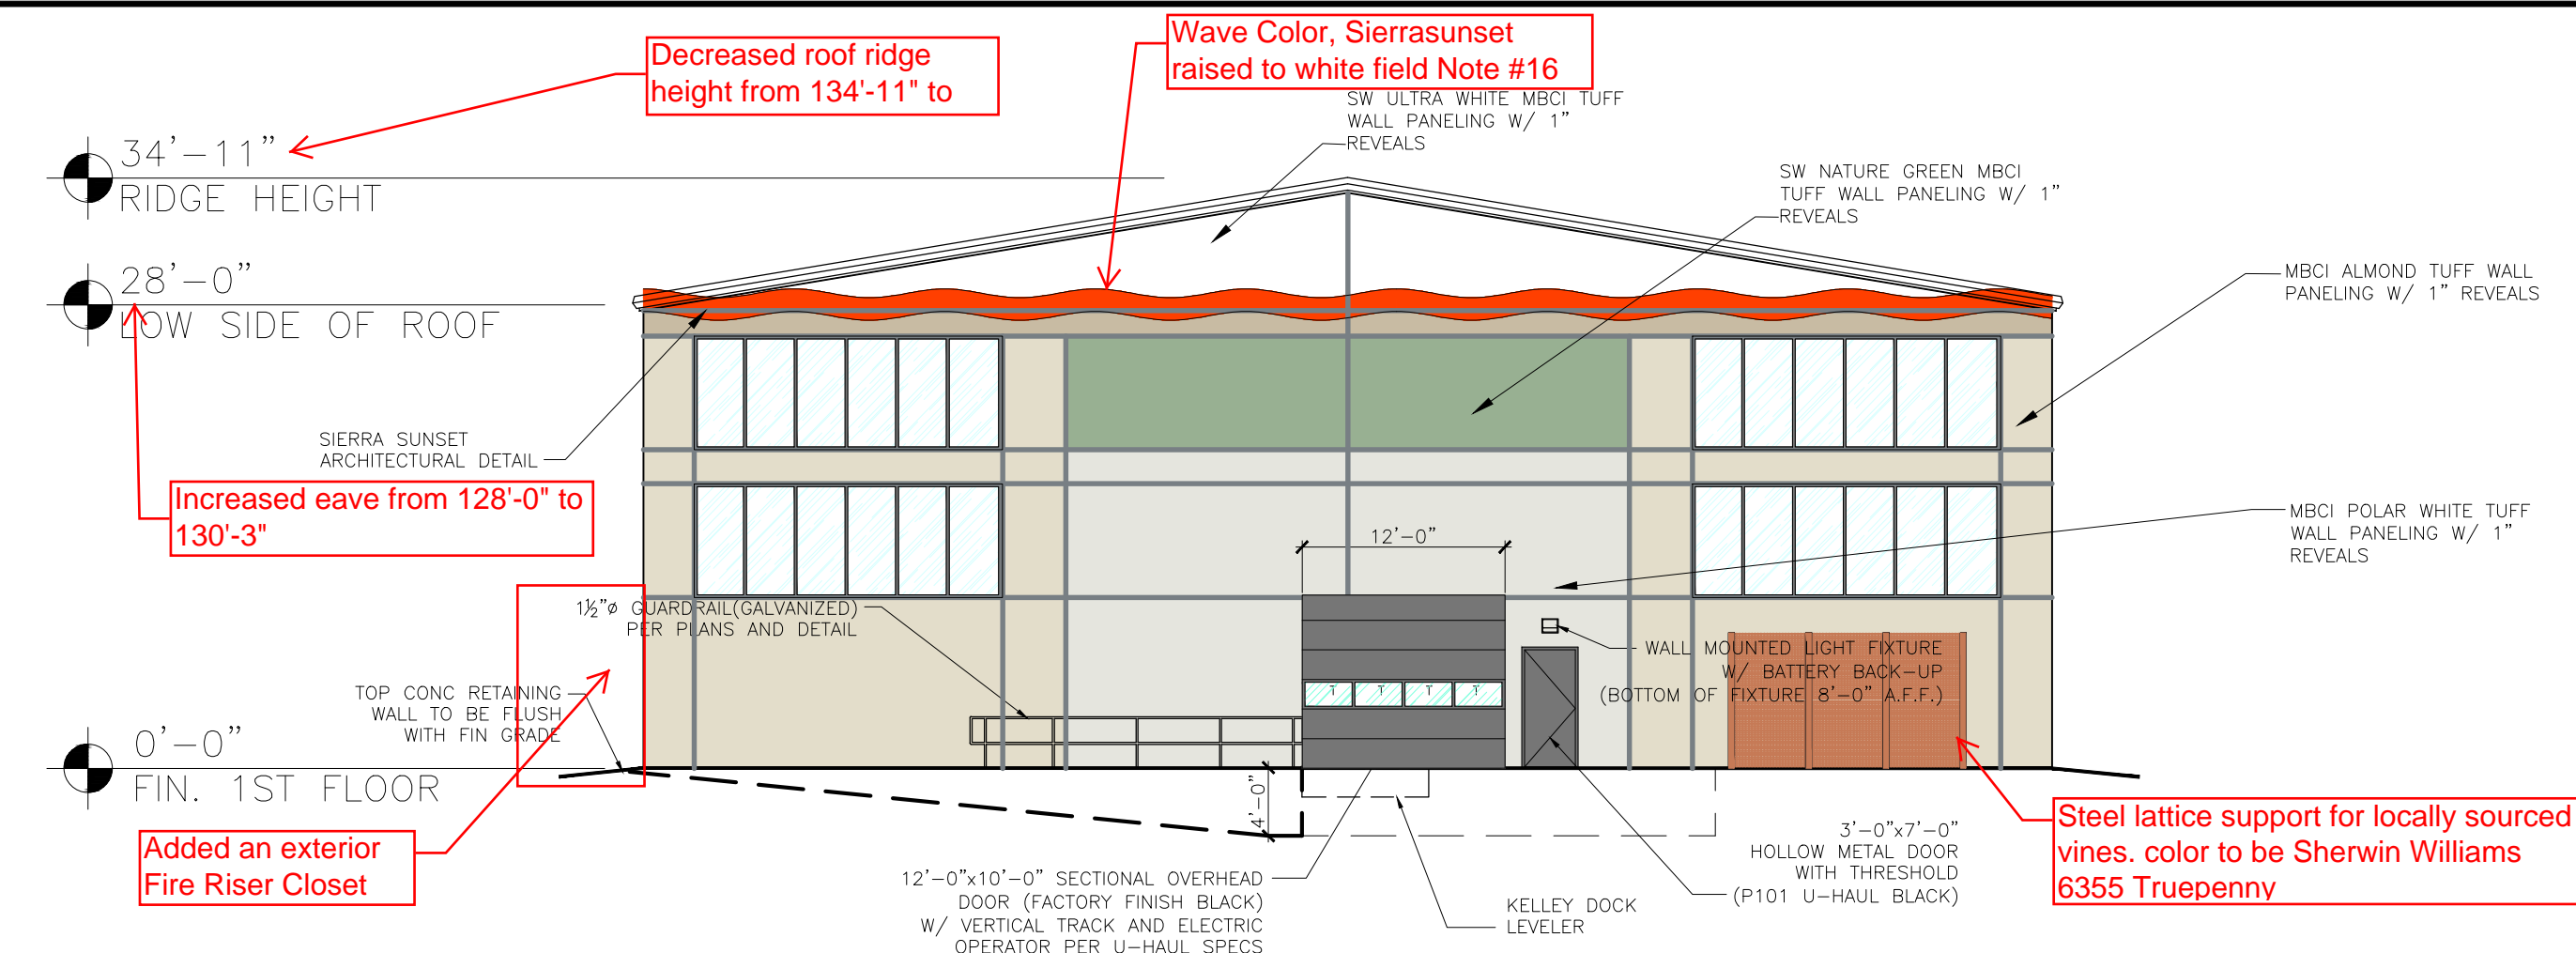 Decreased roof ridge
height from 134'-11" to
Wave Color, Sierrasunset
raised to white field Note #16
SW ULTRA WHITE MBCI TUFF
WALL PANELING W/ 1"
REVEALS
34'-11"
RIDGE HEIGHT
SW NATURE GREEN MBCI
TUFF WALL PANELING W/ 1"
REVEALS
28'-0"
LOW SIDE OF ROOF
MBCI ALMOND TUFF WALL
PANELING W/ 1" REVEALS
SIERRA SUNSET
ARCHITECTURAL DETAIL
Increased eave from 128'-0" to
130'-3"
MBCI POLAR WHITE TUFF
WALL PANELING W/ 1"
REVEALS
12'-0"
1½"ø GUARDRAIL(GALVANIZED)
PER PLANS AND DETAIL
WALL MOUNTED LIGHT FIXTURE
W/ BATTERY BACK-UP
(BOTTOM OF FIXTURE 8'-0" A.F.F.)
TOP CONC RETAINING
WALL TO BE FLUSH
WITH FIN GRADE
T T T T
0'-0"
FIN. 1ST FLOOR
4'-0"
Added an exterior
Fire Riser Closet
Steel lattice support for locally sourced
vines. color to be Sherwin Williams
6355 Truepenny
3'-0"x7'-0"
HOLLOW METAL DOOR
WITH THRESHOLD
(P101 U-HAUL BLACK)
12'-0"x10'-0" SECTIONAL OVERHEAD
DOOR (FACTORY FINISH BLACK)
W/ VERTICAL TRACK AND ELECTRIC
OPERATOR PER U-HAUL SPECS
KELLEY DOCK
LEVELER